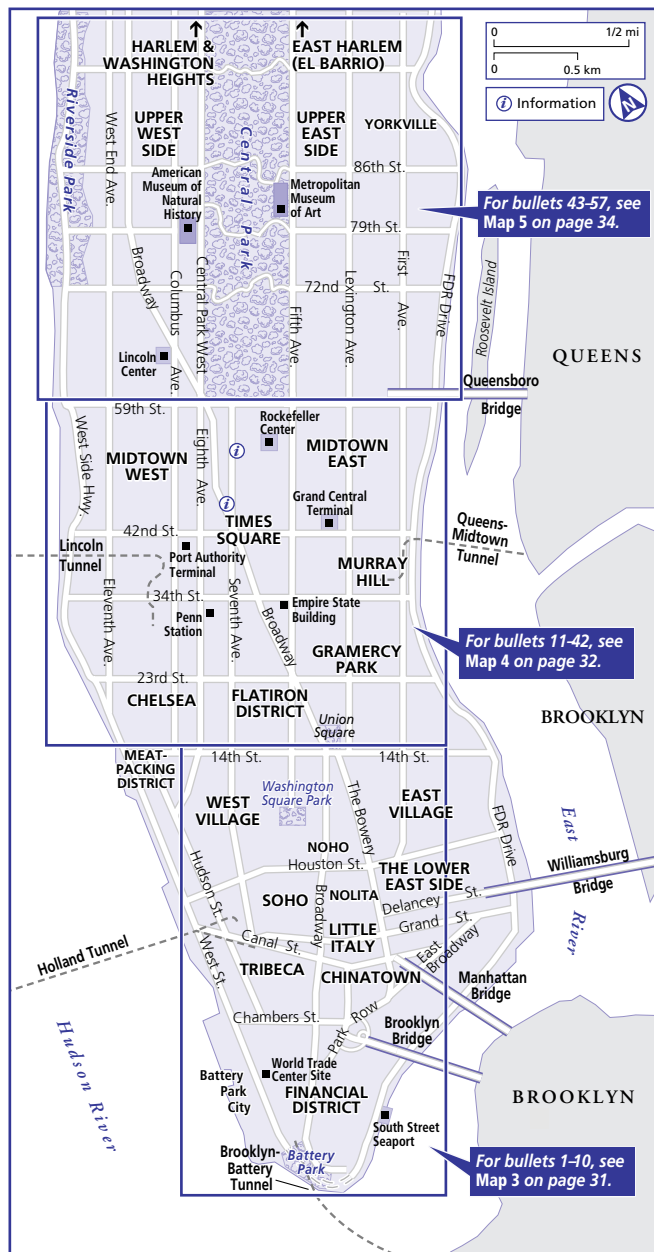 HARLEM &
WASHINGTON
HEIGHTS
EAST HARLEM
(EL BARRIO)
0 1/2 mi
0 0.5 km
i Information
N
Riverside Park
West End Ave.
UPPER
WEST
SIDE
Central Park
UPPER
EAST
SIDE
YORKVILLE
86th St.
American
Museum of
Natural
History
Metropolitan
Museum
of Art
For bullets 43-57, see
Map 5 on page 34.
79th St.
Broadway
Columbus
Ave.
Central Park West
Fifth Ave.
Lexington Ave.
First
Ave.
72nd St.
FDR Drive
Roosevelt Island
QUEENS
Lincoln
Center
Queensboro
Bridge
59th St.
West Side Hwy.
Rockefeller
Center
MIDTOWN
WEST
Eighth Ave.
i
MIDTOWN
EAST
Grand Central
Terminal
i
TIMES
SQUARE
42nd St.
Queens-
Midtown
Tunnel
Lincoln
Tunnel
Port Authority
Terminal
MURRAY
HILL
34th St.
Eleventh Ave.
Penn
Station
Seventh Ave.
Broadway
Empire State
Building
For bullets 11-42, see
Map 4 on page 32.
GRAMERCY
PARK
23rd St.
CHELSEA
FLATIRON
DISTRICT
Union
Square
BROOKLYN
MEAT-
PACKING
DISTRICT
14th St.
14th St.
Washington
Square Park
WEST
VILLAGE
The Bowery
EAST
VILLAGE
FDR Drive
East
River
NOHO
Houston St.
Hudson St.
THE LOWER
EAST SIDE
Williamsburg
Bridge
SOHO
Broadway
NOLITA
Delancey St.
Grand St.
LITTLE
ITALY
Canal St.
East
Broadway
Holland Tunnel
West St.
TRIBECA
CHINATOWN
Manhattan
Bridge
Chambers St.
Park Row
Brooklyn
Bridge
Hudson River
World Trade
Center Site
Battery
Park
City
FINANCIAL
DISTRICT
BROOKLYN
South Street
Seaport
Brooklyn-
Battery
Tunnel
Battery
Park
For bullets 1-10, see
Map 3 on page 31.